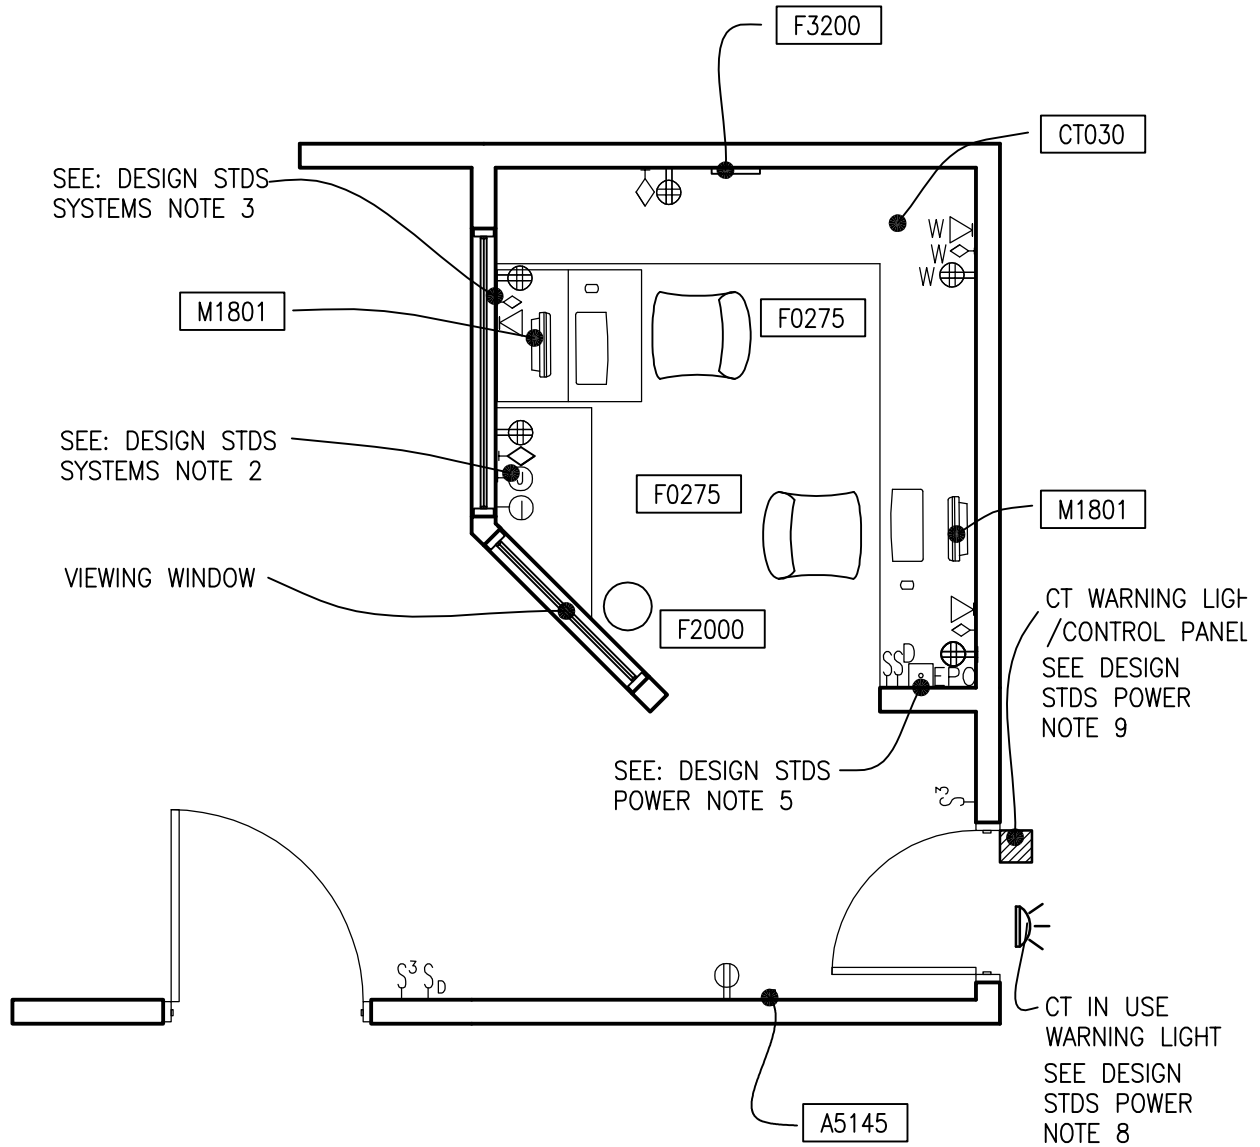 F3200
CT030
SEE: DESIGN STDS
SYSTEMS NOTE 3
W
W
W
M1801
F0275
SEE: DESIGN STDS
SYSTEMS NOTE 2
J
F0275
M1801
VIEWING WINDOW
F2000
CT WARNING LIGH
/CONTROL PANEL
SEE DESIGN
STDS POWER
NOTE 9
SS D
EPO
SEE: DESIGN STDS
POWER NOTE 5
S3
S3 SD
CT IN USE
WARNING LIGHT
SEE DESIGN
STDS POWER
NOTE 8
A5145